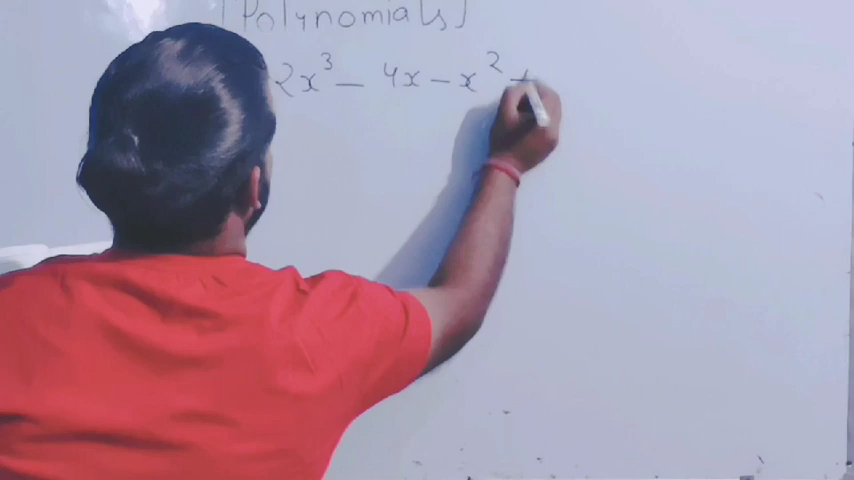 [Polynomials]
2x³ – 4x – x² +